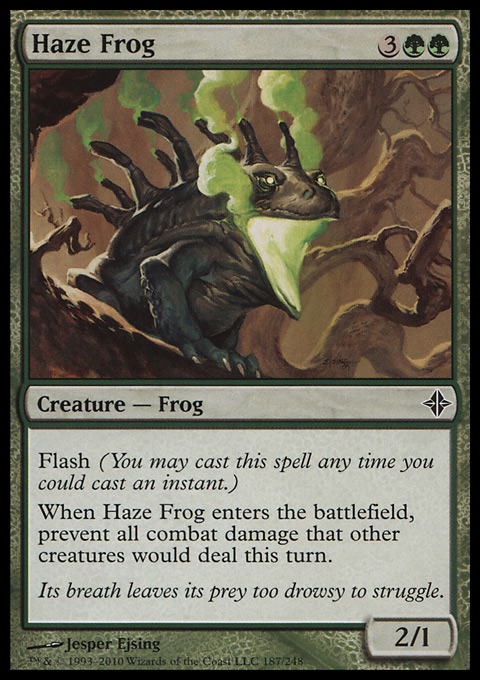 Haze Frog 3
Creature — Frog
Flash (You may cast this spell any time you
could cast an instant.)
When Haze Frog enters the battlefield,
prevent all combat damage that other
creatures would deal this turn.
Its breath leaves its prey too drowsy to struggle.
2/1
Jesper Ejsing
™ & © 1993–2010 Wizards of the Coast LLC 187/248